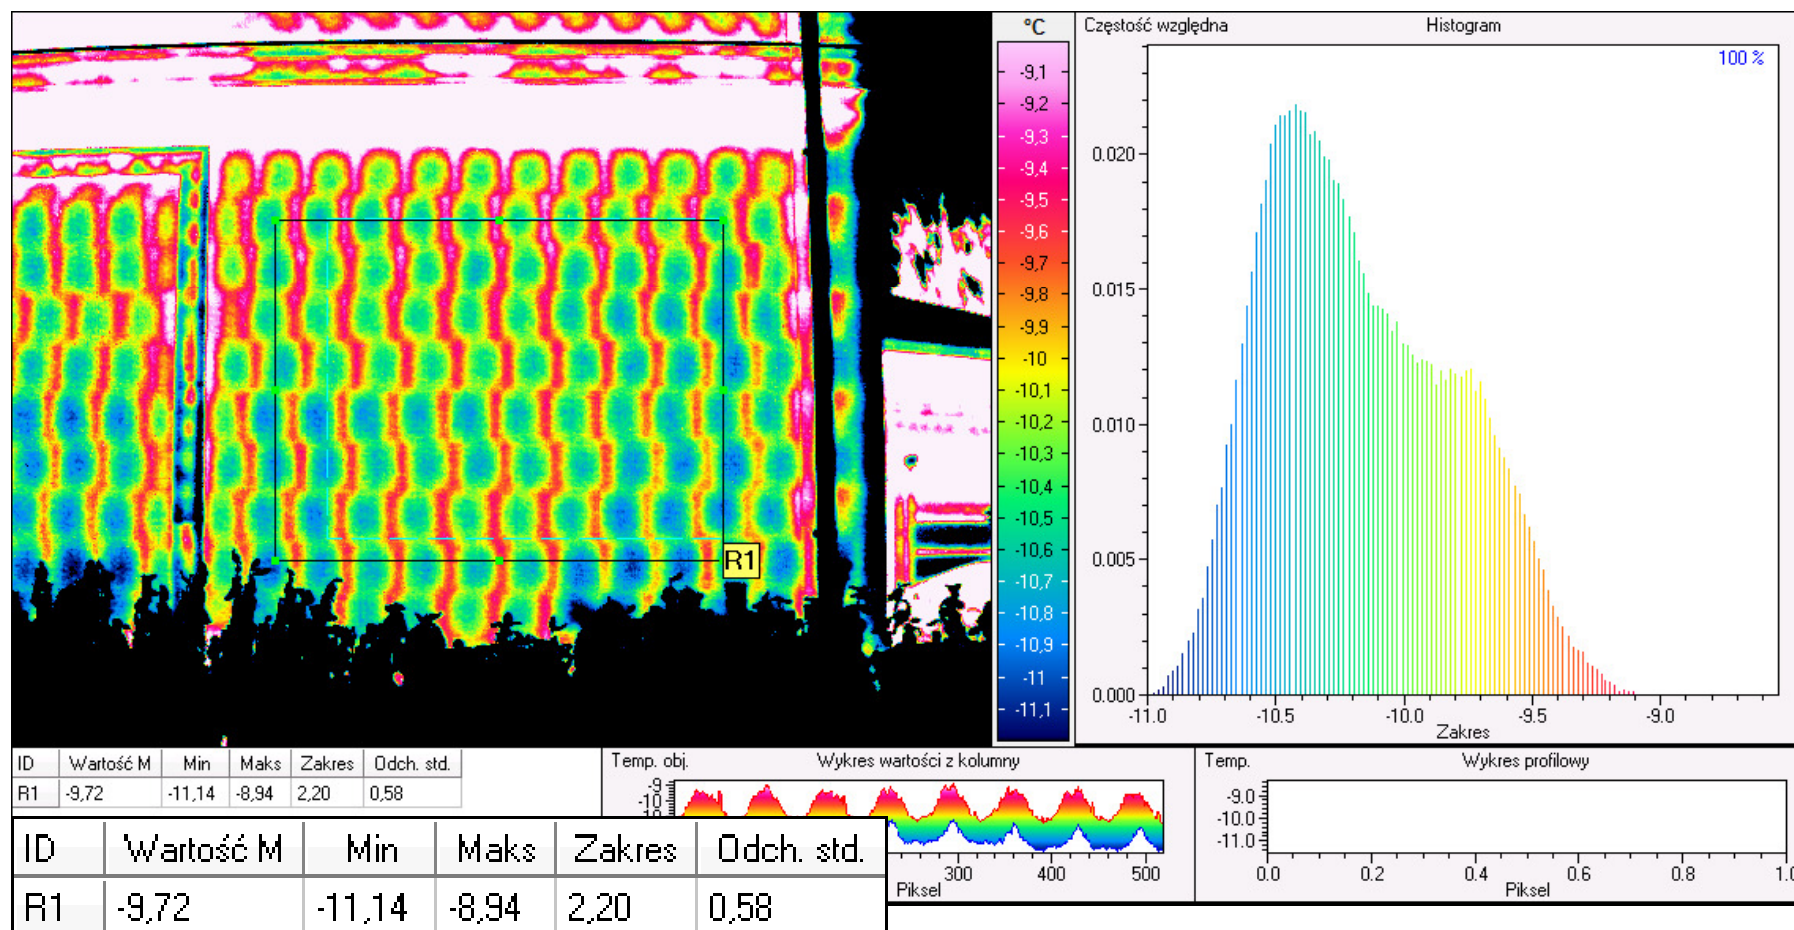 °C
-9,1
-9,2
-9,3
-9,4
-9,5
-9,6
-9,7
-9,8
-9,9
-10
-10,1
-10,2
-10,3
-10,4
-10,5
-10,6
-10,7
-10,8
-10,9
-11
-11,1
R1
Częstość względna Histogram
100 %
0.020
0.015
0.010
0.005
0.000
-11.0 -10.5 -10.0 -9.5 -9.0
Zakres
ID Wartość M Min Maks Zakres Odch. std.
R1 -9,72 -11,14 -8,94 2,20 0,58
Temp. obj. Wykres wartości z kolumny
-9
-10
300 400 500
Piksel
Temp. Wykres profilowy
-9.0
-10.0
-11.0
0.0 0.2 0.4 0.6 0.8 1.0
Piksel
ID Wartość M Min Maks Zakres Odch. std.
R1 -9,72 -11,14 -8,94 2,20 0,58